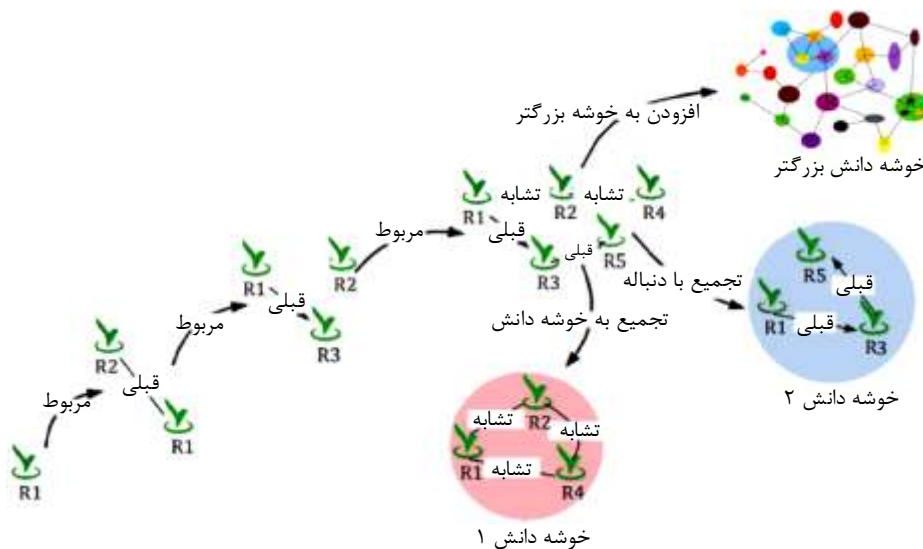 افزودن به خوشه بزرگتر
خوشه دانش بزرگتر
R1 تشابه R2 تشابه R4
مربوط
قبلی
R3 قبلی R5
R1 R2
قبلی
R3
مربوط
تجمیع با دنباله
تجمیع به خوشه دانش
R5
قبلی
R1 قبلی R3
خوشه دانش ۲
R2
قبلی
R1
مربوط
R1
R2
تشابه
تشابه
R1 تشابه
R4
خوشه دانش ۱